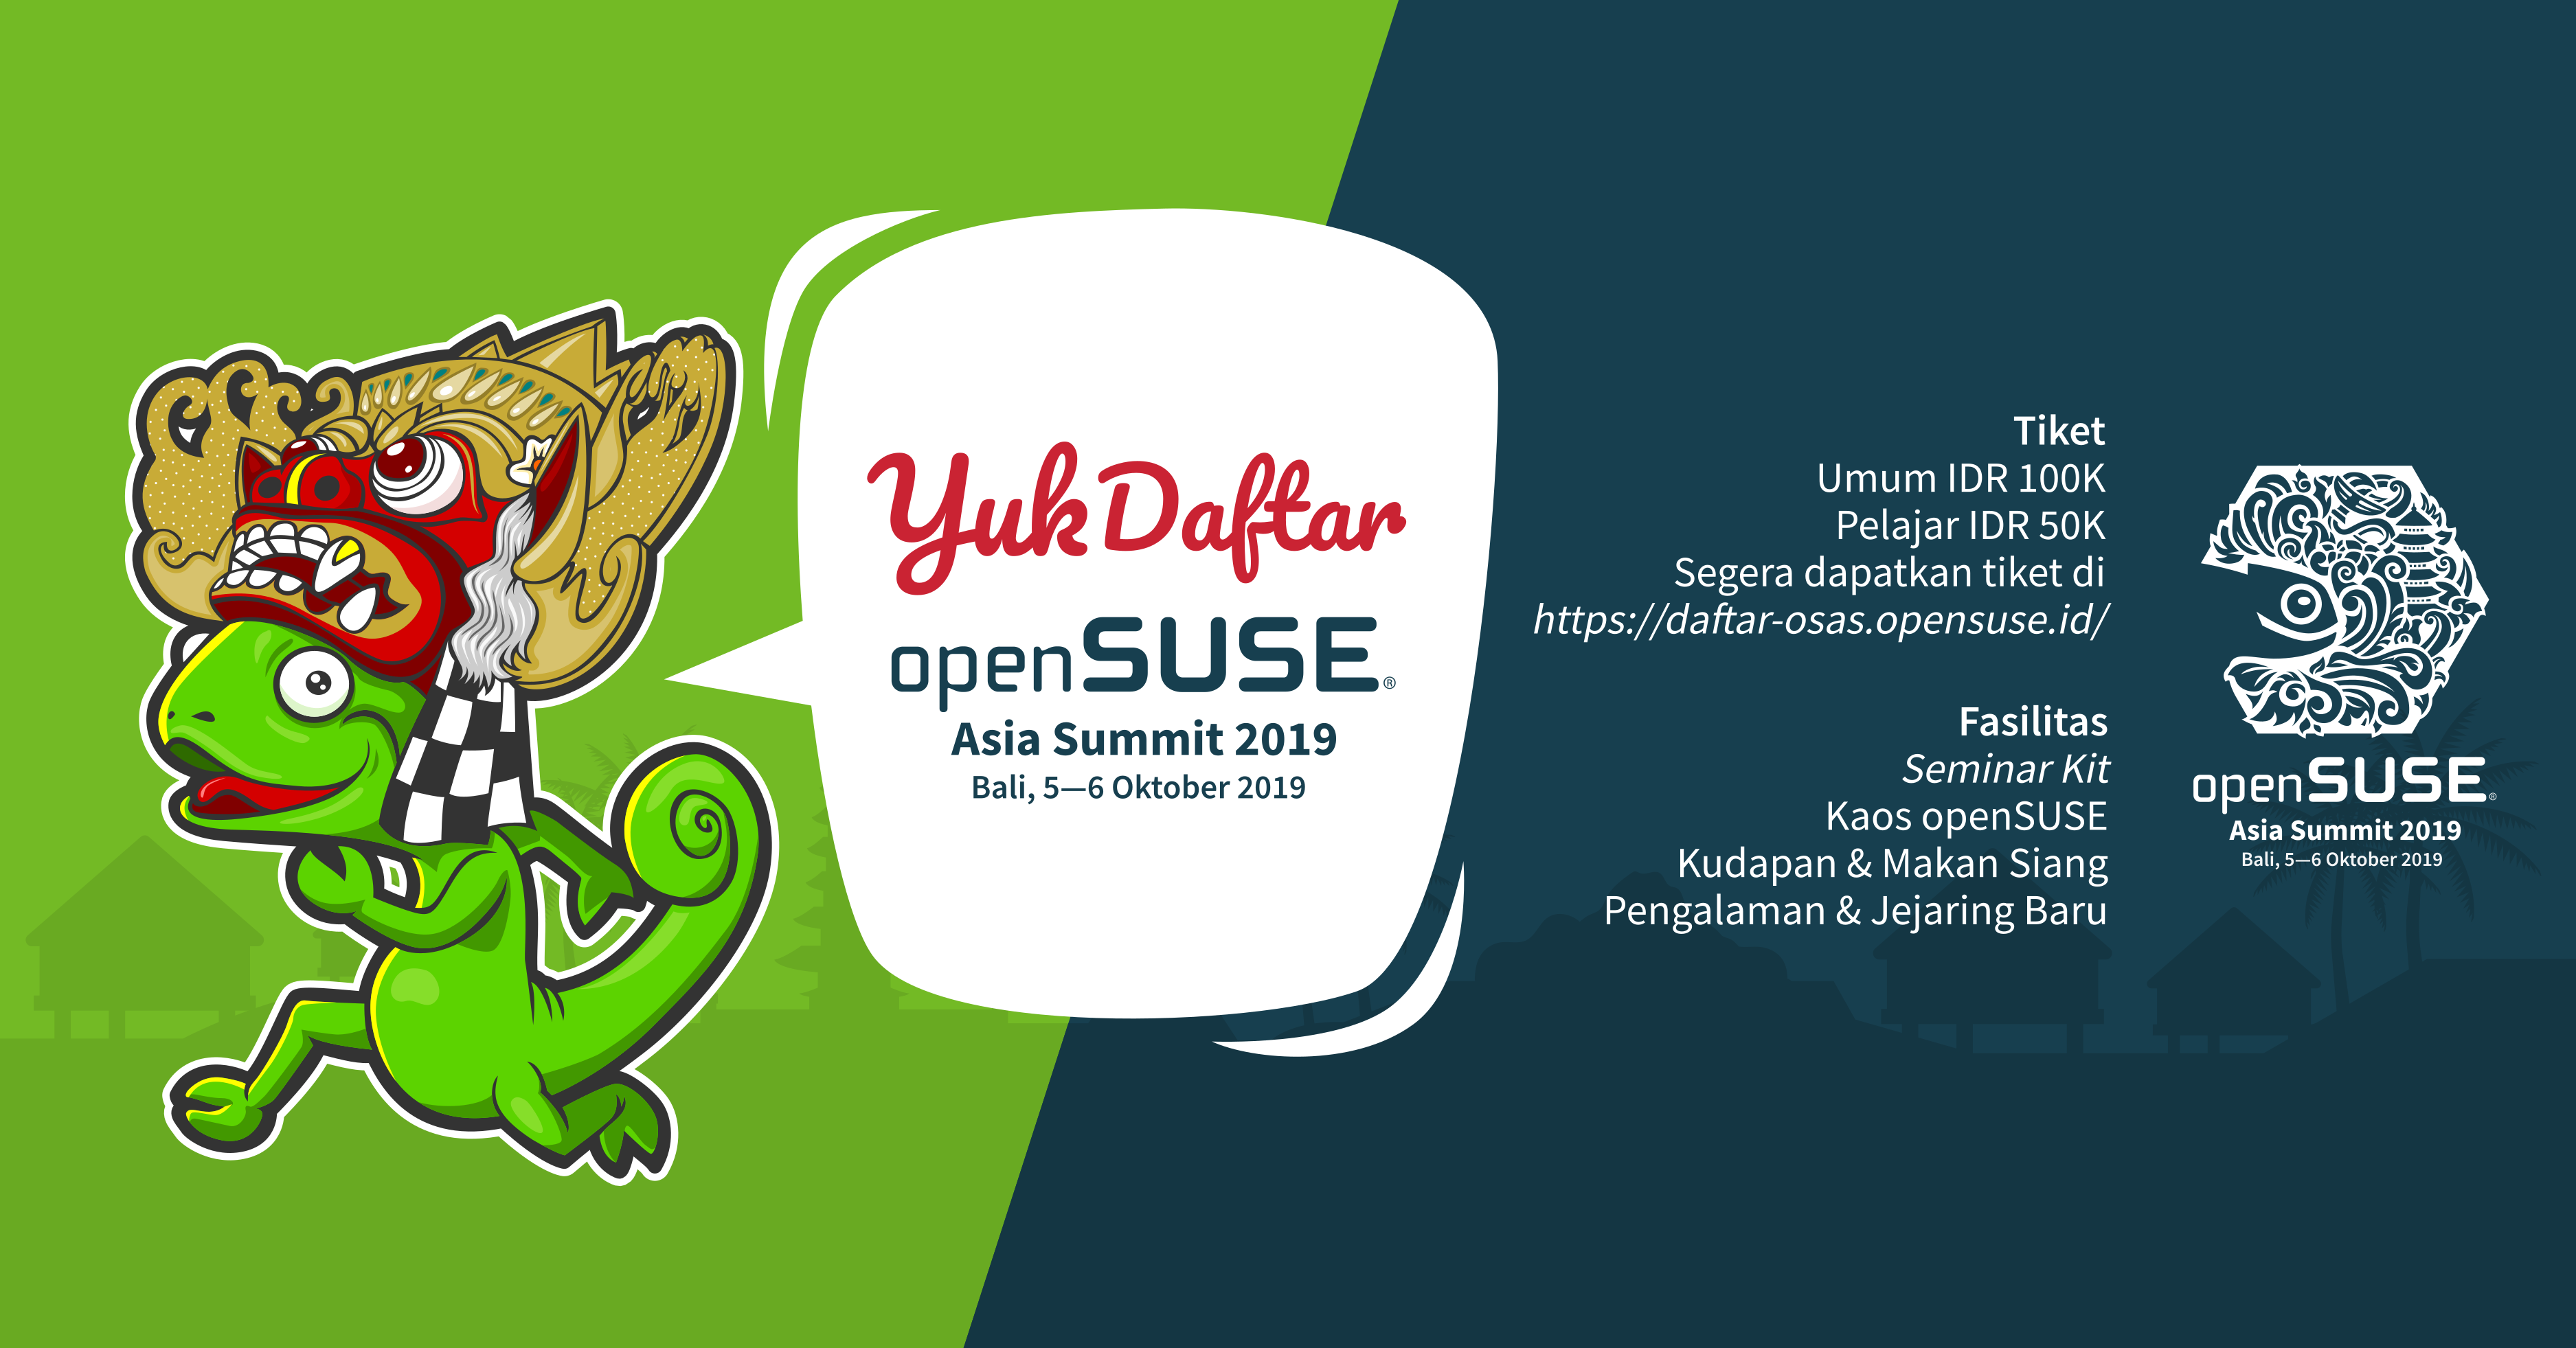 Yuk Daftar
openSUSE®
Asia Summit 2019
Bali, 5—6 Oktober 2019
Tiket
Umum IDR 100K
Pelajar IDR 50K
Segera dapatkan tiket di
https://daftar-osas.opensuse.id/
Fasilitas
Seminar Kit
Kaos openSUSE
Kudapan & Makan Siang
Pengalaman & Jejaring Baru
openSUSE®
Asia Summit 2019
Bali, 5—6 Oktober 2019